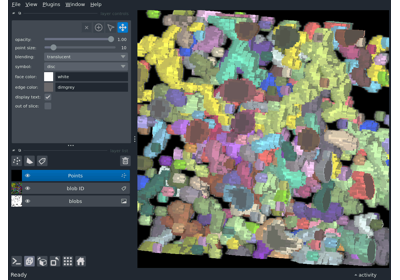 File View Plugins Window Help
opacity: 1.00
point size: 10
blending: translucent
symbol: disc
face color: white
edge color: dimgrey
display text:
out of slice:
Points
blob ID
blobs
Ready
activity